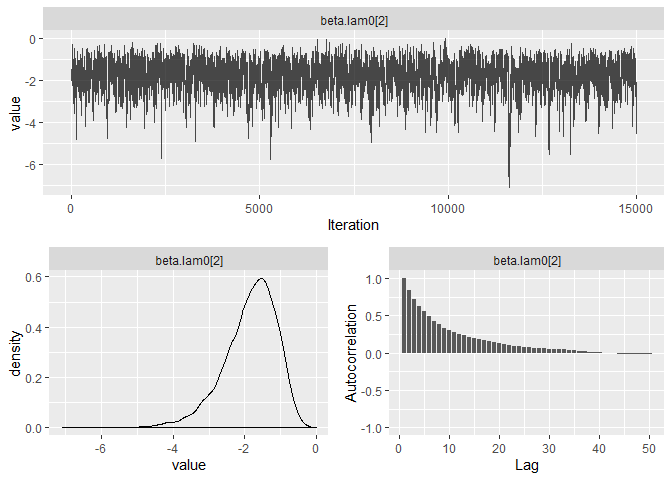 beta.lam0[2]
0
-2
-4
-6
value
0 5000 10000 15000
Iteration
beta.lam0[2]
0.6
0.4
0.2
0.0
density
-6 -4 -2 0
value
beta.lam0[2]
1.0
0.5
0.0
-0.5
-1.0
Autocorrelation
0 10 20 30 40 50
Lag